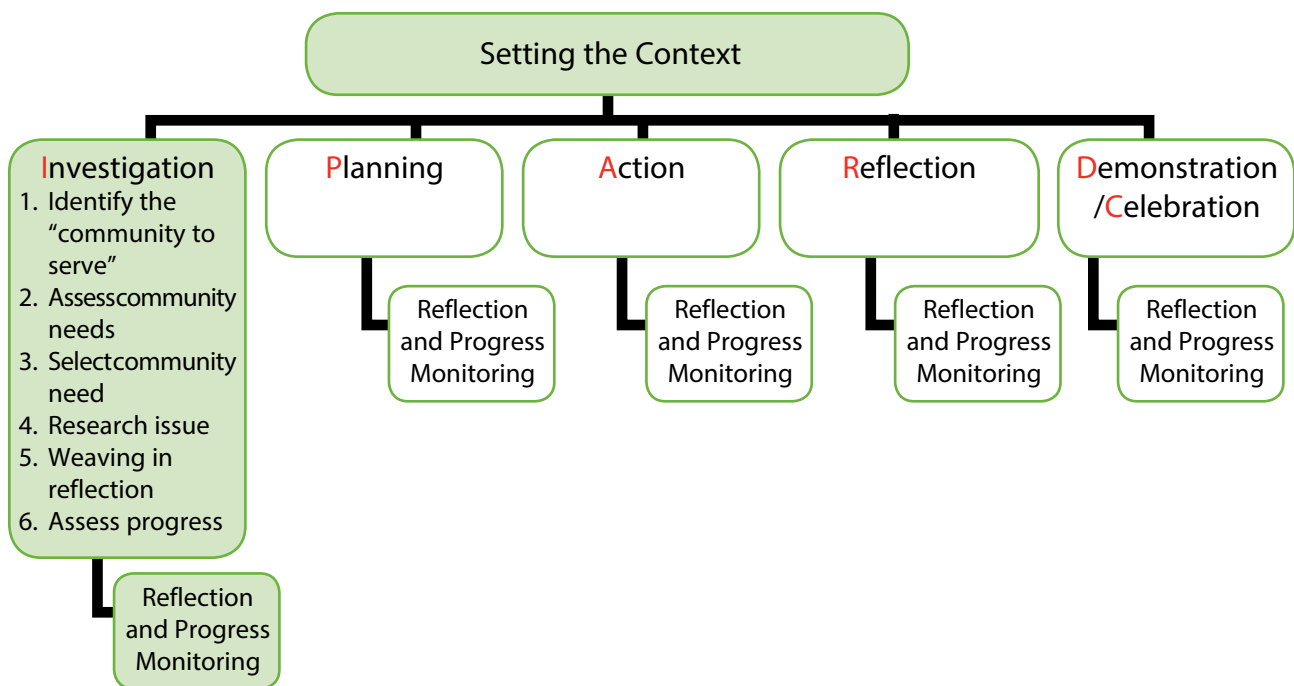 Setting the Context
Investigation
1. Identify the
“community to
serve”
2. Assesscommunity
needs
3. Selectcommunity
need
4. Research issue
5. Weaving in
reflection
6. Assess progress
Reflection
and Progress
Monitoring
Planning
Reflection
and Progress
Monitoring
Action
Reflection
and Progress
Monitoring
Reflection
Reflection
and Progress
Monitoring
Demonstration
/Celebration
Reflection
and Progress
Monitoring